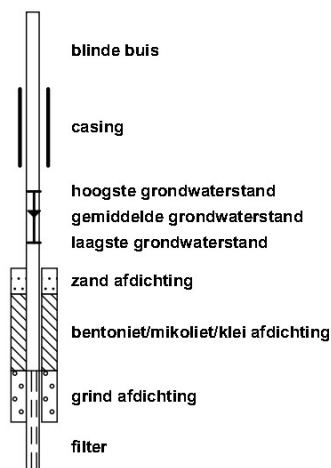 blinde buis
casing
hoogste grondwaterstand
gemiddelde grondwaterstand
laagste grondwaterstand
zand afdichting
bentoniet/mikoliet/klei afdichting
grind afdichting
filter